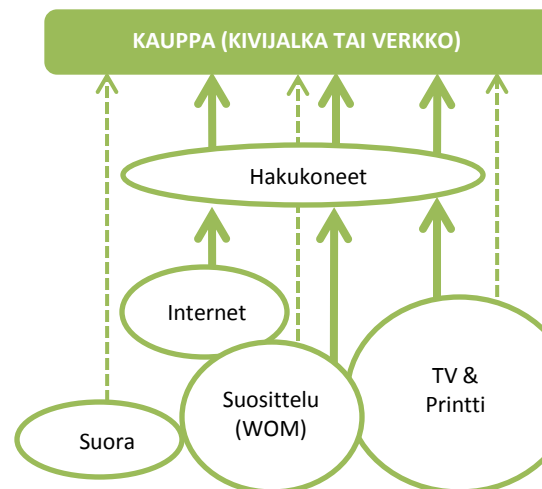 KAUPPA (KIVIJALKA TAI VERKKO)
Hakukoneet
Internet
TV &
Printti
Suosittelu
(WOM)
Suora